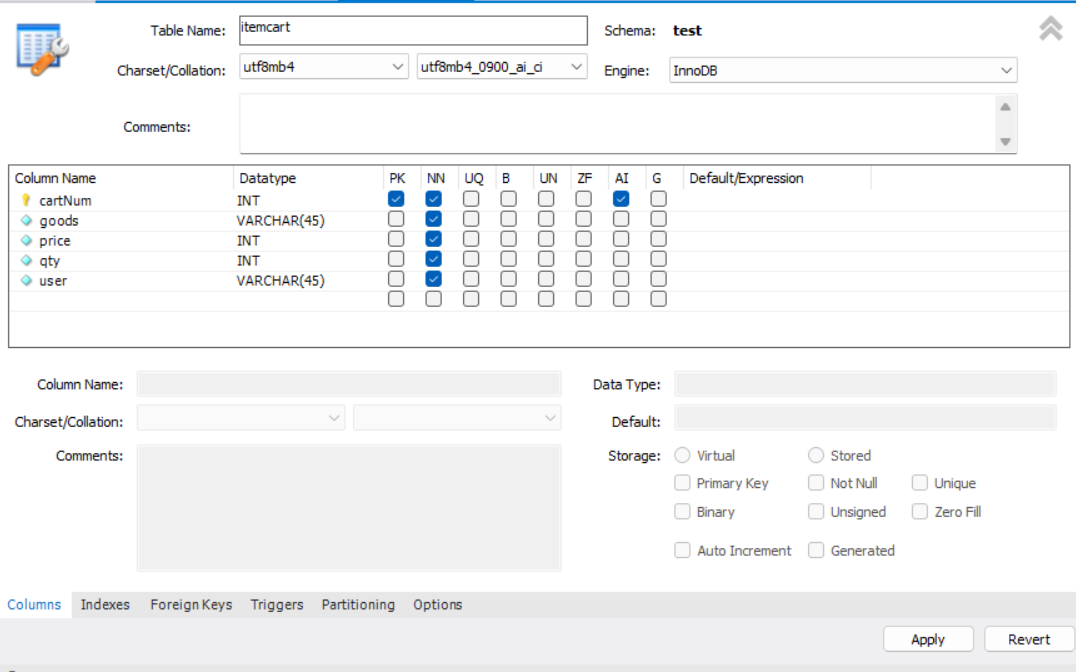 Table Name: itemcart Schema: test
Charset/Collation: utf8mb4 utf8mb4_0900_ai_ci Engine: InnoDB
Comments:
Column Name Datatype PK NN UQ B UN ZF AI G Default/Expression
cartNum INT
goods VARCHAR(45)
price INT
qty INT
user VARCHAR(45)
Column Name: Data Type:
Charset/Collation: Default:
Comments: Storage: Virtual Stored
Primary Key Not Null Unique
Binary Unsigned Zero Fill
Auto Increment Generated
Columns Indexes Foreign Keys Triggers Partitioning Options
Apply Revert